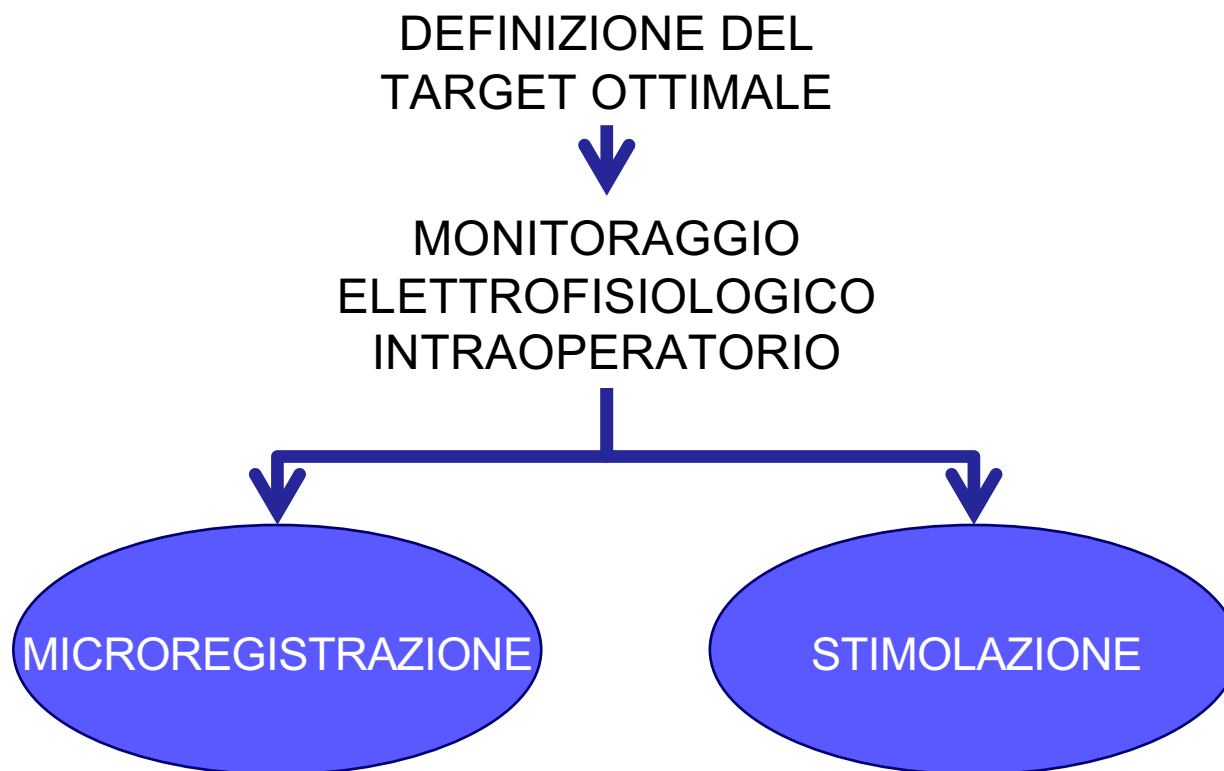 DEFINIZIONE DEL
TARGET OTTIMALE
MONITORAGGIO
ELETTROFISIOLOGICO
INTRAOPERATORIO
MICROREGISTRAZIONE
STIMOLAZIONE